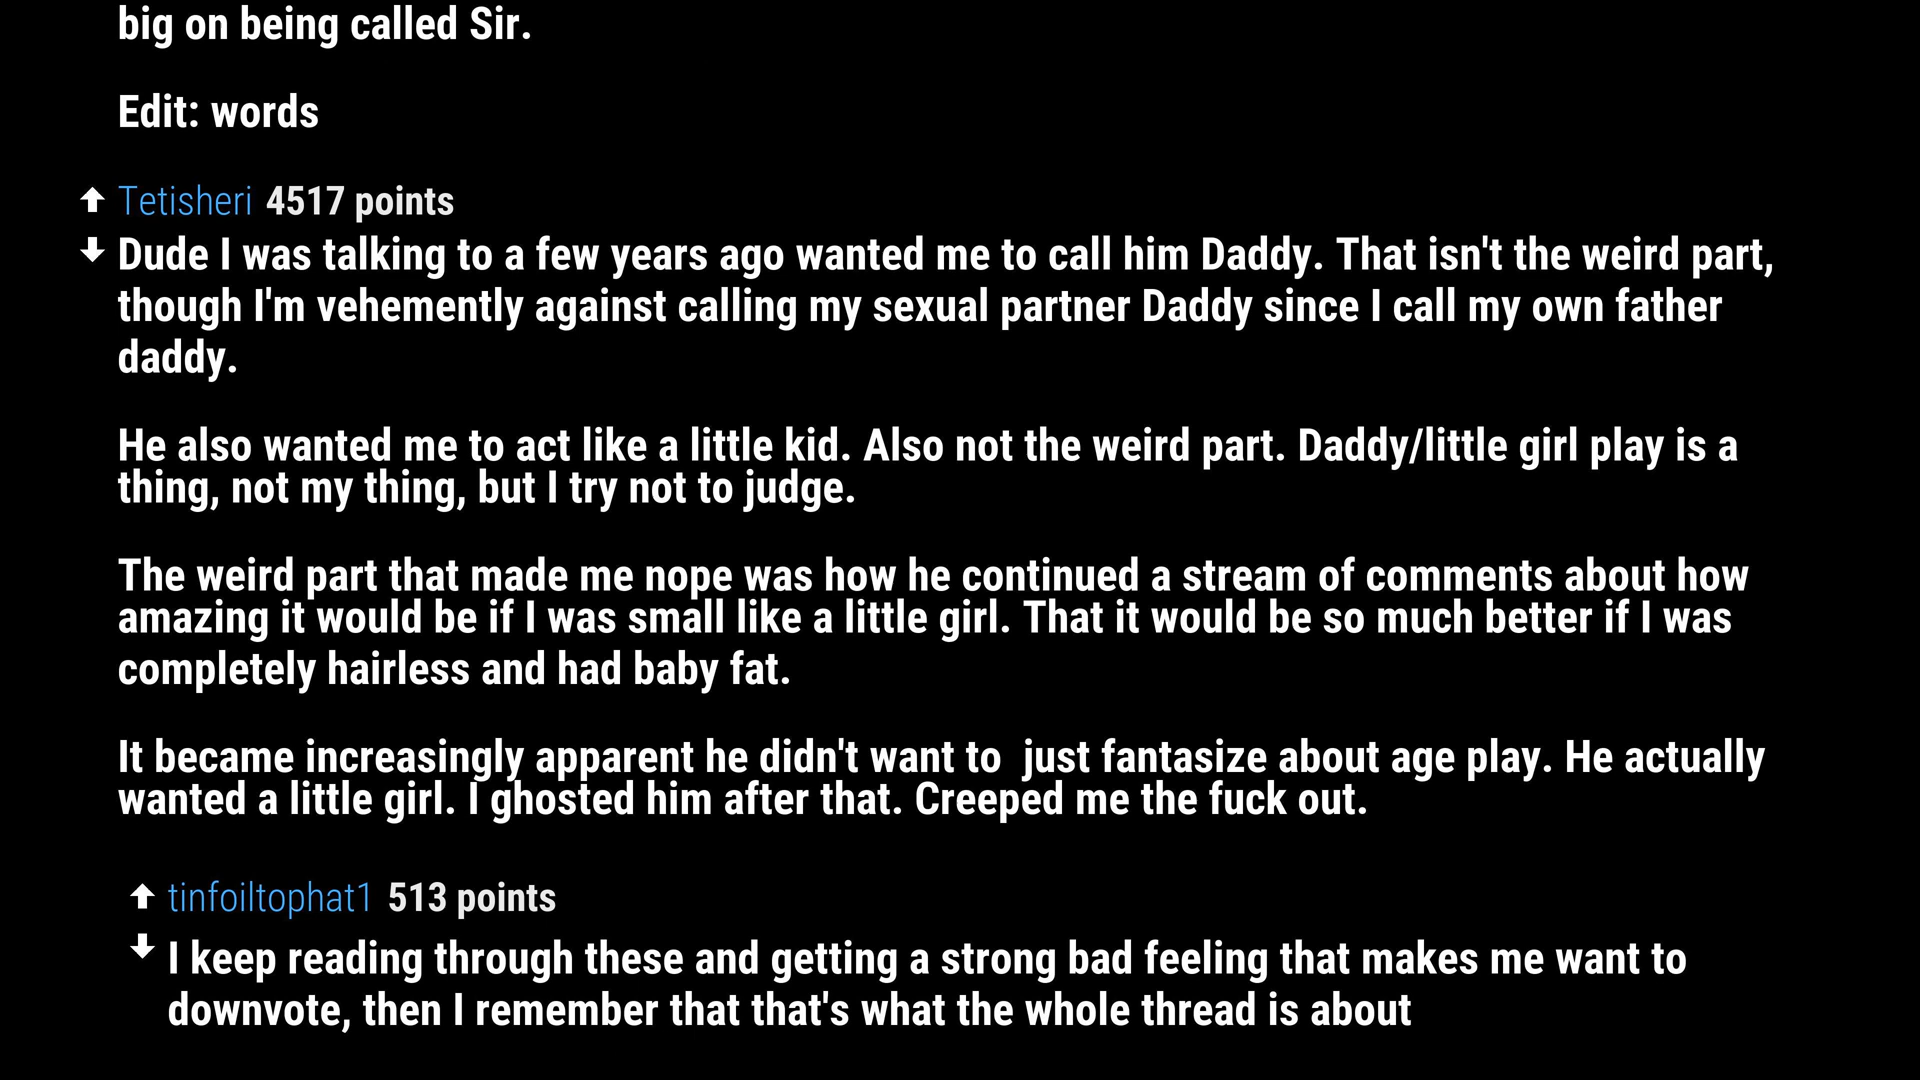 big on being called Sir.
Edit: words
Tetisheri 4517 points
Dude I was talking to a few years ago wanted me to call him Daddy. That isn't the weird part,
though I'm vehemently against calling my sexual partner Daddy since I call my own father
daddy.
He also wanted me to act like a little kid. Also not the weird part. Daddy/little girl play is a
thing, not my thing, but I try not to judge.
The weird part that made me nope was how he continued a stream of comments about how
amazing it would be if I was small like a little girl. That it would be so much better if I was
completely hairless and had baby fat.
It became increasingly apparent he didn't want to  just fantasize about age play. He actually
wanted a little girl. I ghosted him after that. Creeped me the fuck out.
tinfoiltophat1 513 points
I keep reading through these and getting a strong bad feeling that makes me want to
downvote, then I remember that that's what the whole thread is about